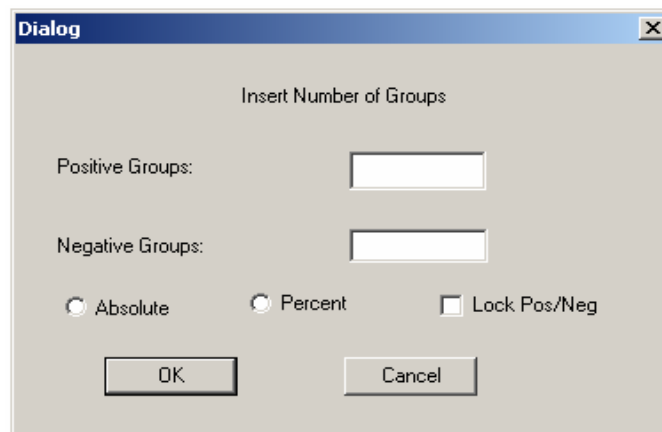 Dialog
Insert Number of Groups
Positive Groups:
Negative Groups:
Absolute Percent Lock Pos/Neg
OK Cancel